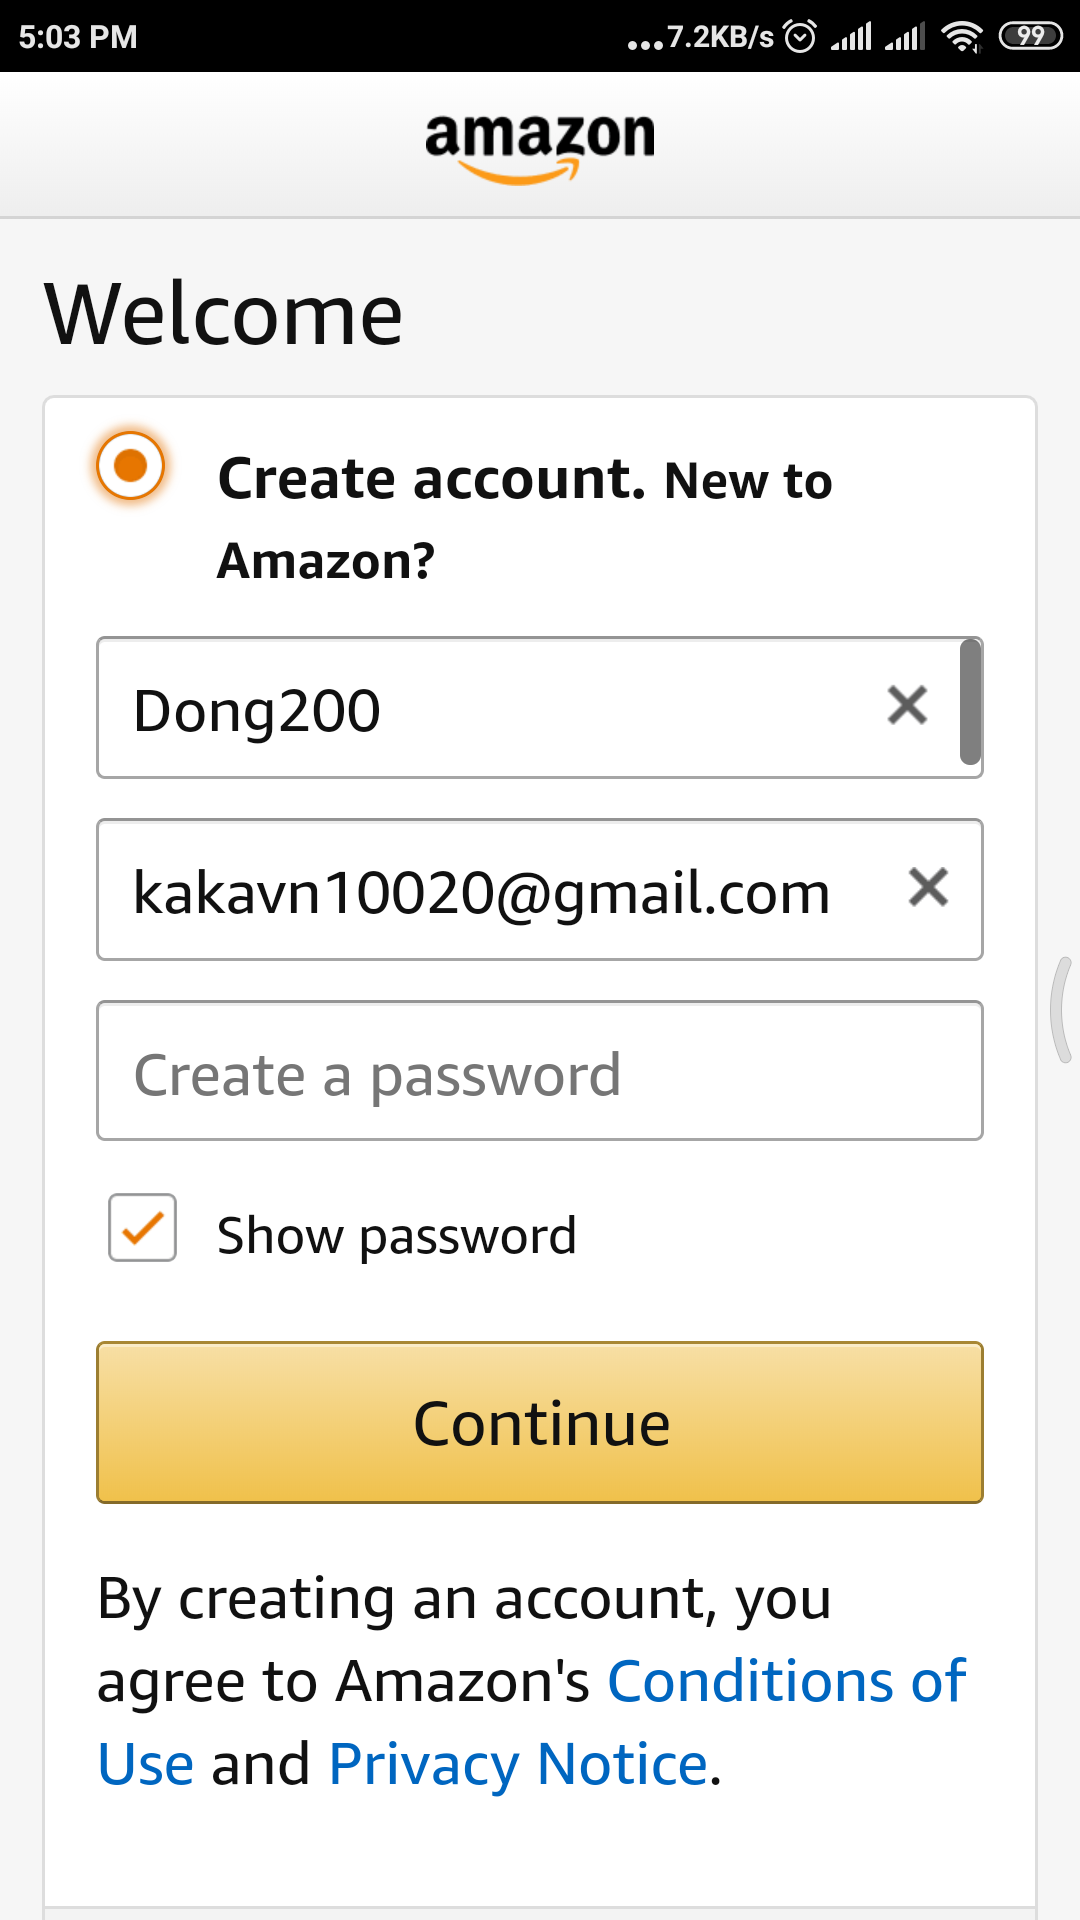 5:03 PM ...7.2KB/s 99
amazon
Welcome
Create account. New to
Amazon?
Dong200
kakavn10020@gmail.com
Create a password
Show password
Continue
By creating an account, you
agree to Amazon's Conditions of
Use and Privacy Notice.